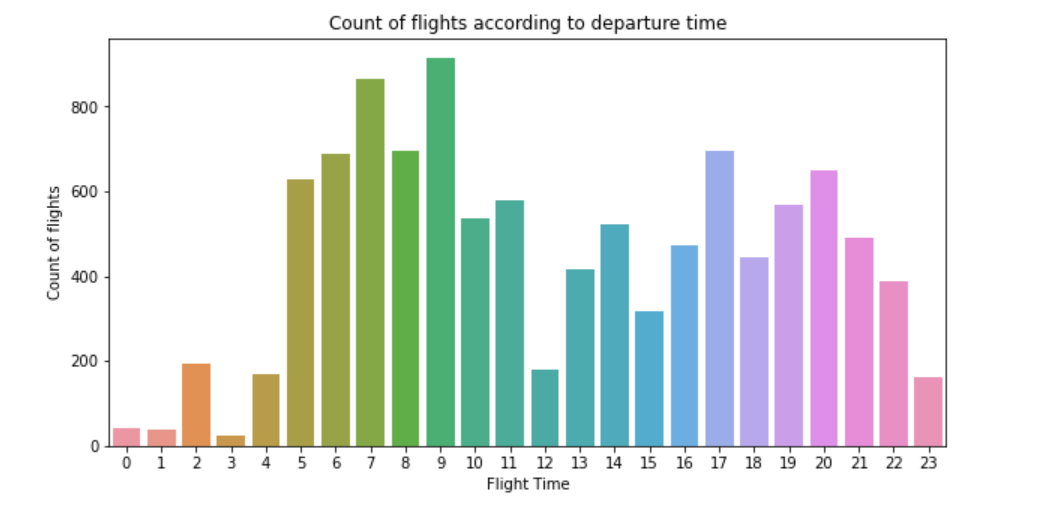 Count of flights according to departure time
Count of flights
800
600
400
200
0
0 1 2 3 4 5 6 7 8 9 10 11 12 13 14 15 16 17 18 19 20 21 22 23
Flight Time